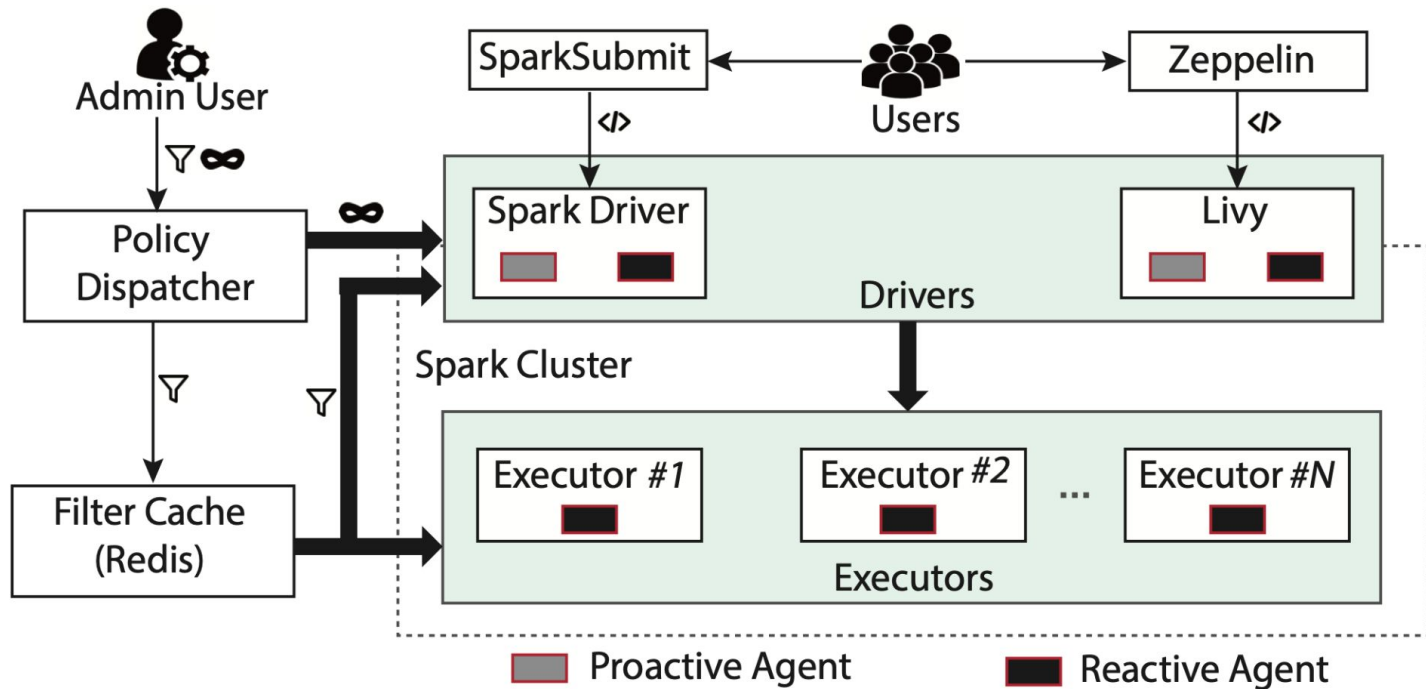 SparkSubmit
Zeppelin
Admin User
Users
</>
</>
Policy
Dispatcher
Spark Driver
Livy
Drivers
Spark Cluster
Filter Cache
(Redis)
Executor #1
Executor #2
...
Executor #N
Executors
Proactive Agent
Reactive Agent